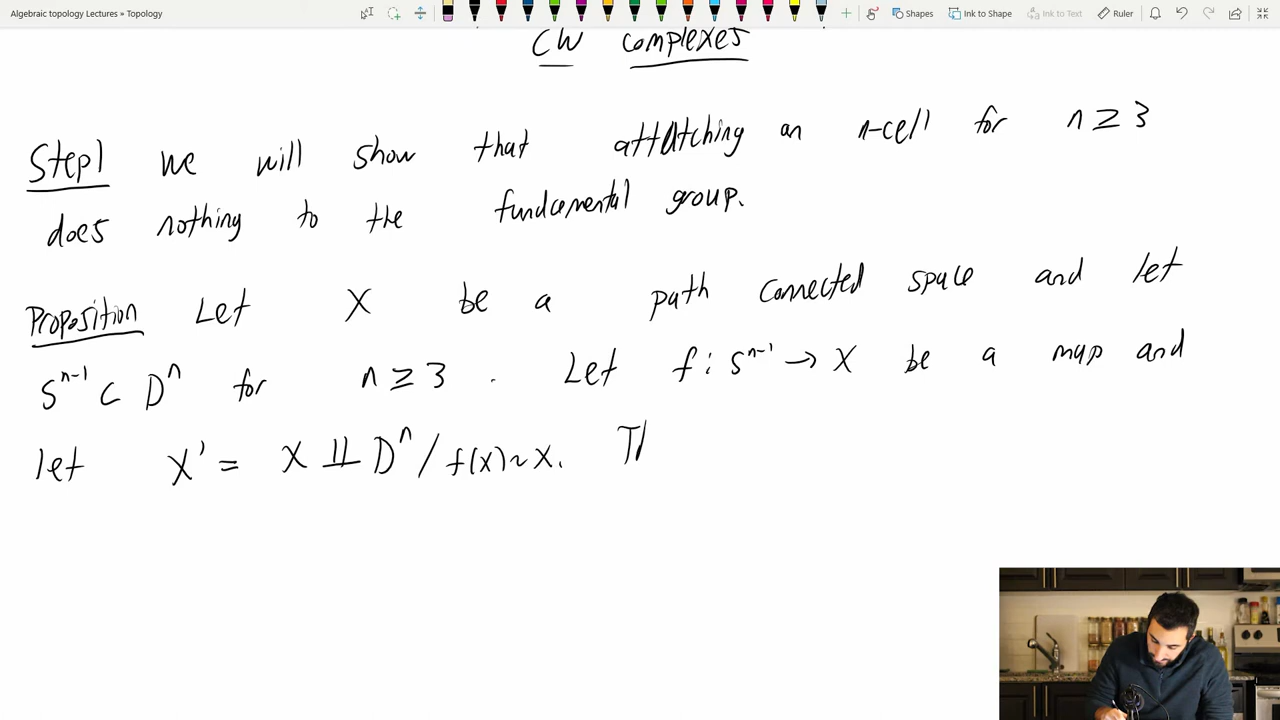 Algebraic topology Lectures » Topology
Shapes
Ink to Shape
Ink to Text
Ruler
CW complexes
Step1 we will show that attatching an n-cell for n ≥ 3
does nothing to the fundamental group.
Proposition Let X be a path connected space and let
S^{n-1} ⊂ D^n for n ≥ 3. Let f: S^{n-1} → X be a map and
let X' = X ⨿ D^n / f(x)~x. Th